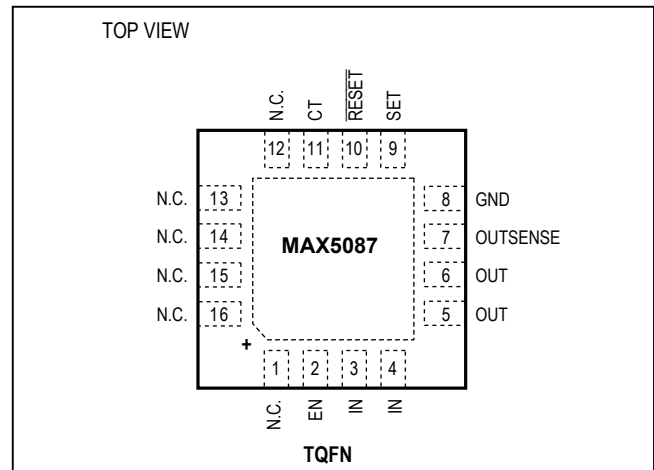 TOP VIEW
N.C. CT R̅E̅S̅E̅T̅ SET
12 11 10 9
N.C. 13 8 GND
N.C. 14 MAX5087 7 OUTSENSE
N.C. 15 6 OUT
N.C. 16 5 OUT
+
1 2 3 4
N.C. EN IN IN
TQFN